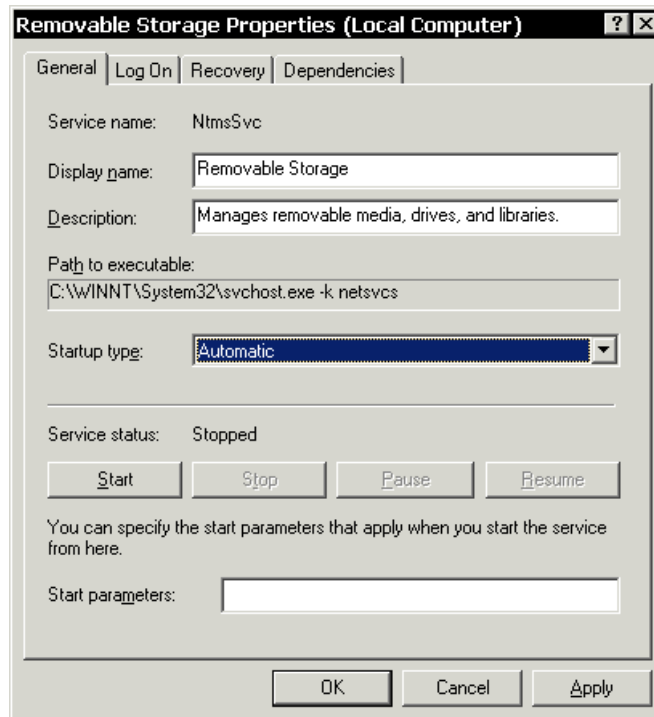 Removable Storage Properties (Local Computer) ? X
General Log On Recovery Dependencies
Service name: NtmsSvc
Display name: Removable Storage
Description: Manages removable media, drives, and libraries.
Path to executable:
C:\WINNT\System32\svchost.exe -k netsvcs
Startup type: Automatic
Service status: Stopped
Start Stop Pause Resume
You can specify the start parameters that apply when you start the service
from here.
Start parameters:
OK Cancel Apply